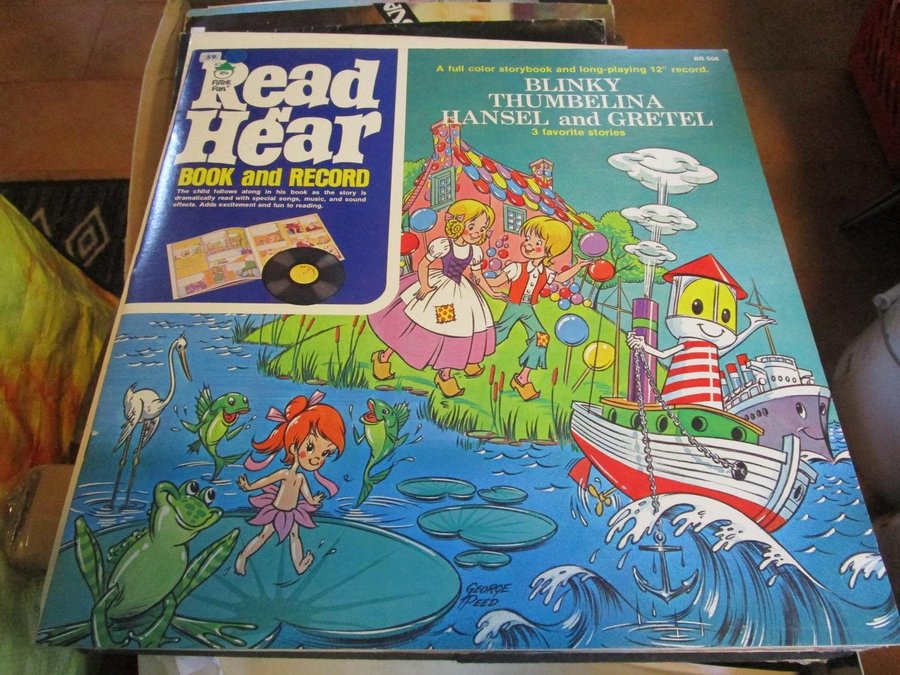 Peter
Pan
Read
n'
Hear
BOOK and RECORD
The child follows along in his book as the story is
dramatically read with special songs, music, and sound
effects. Adds excitement and fun to reading.
BR-506
A full color storybook and long-playing 12" record.
BLINKY
THUMBELINA
HANSEL and GRETEL
3 favorite stories
GEORGE
PEED